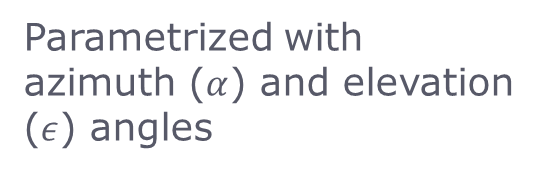 Parametrized with
azimuth (𝛼) and elevation
(𝜖) angles